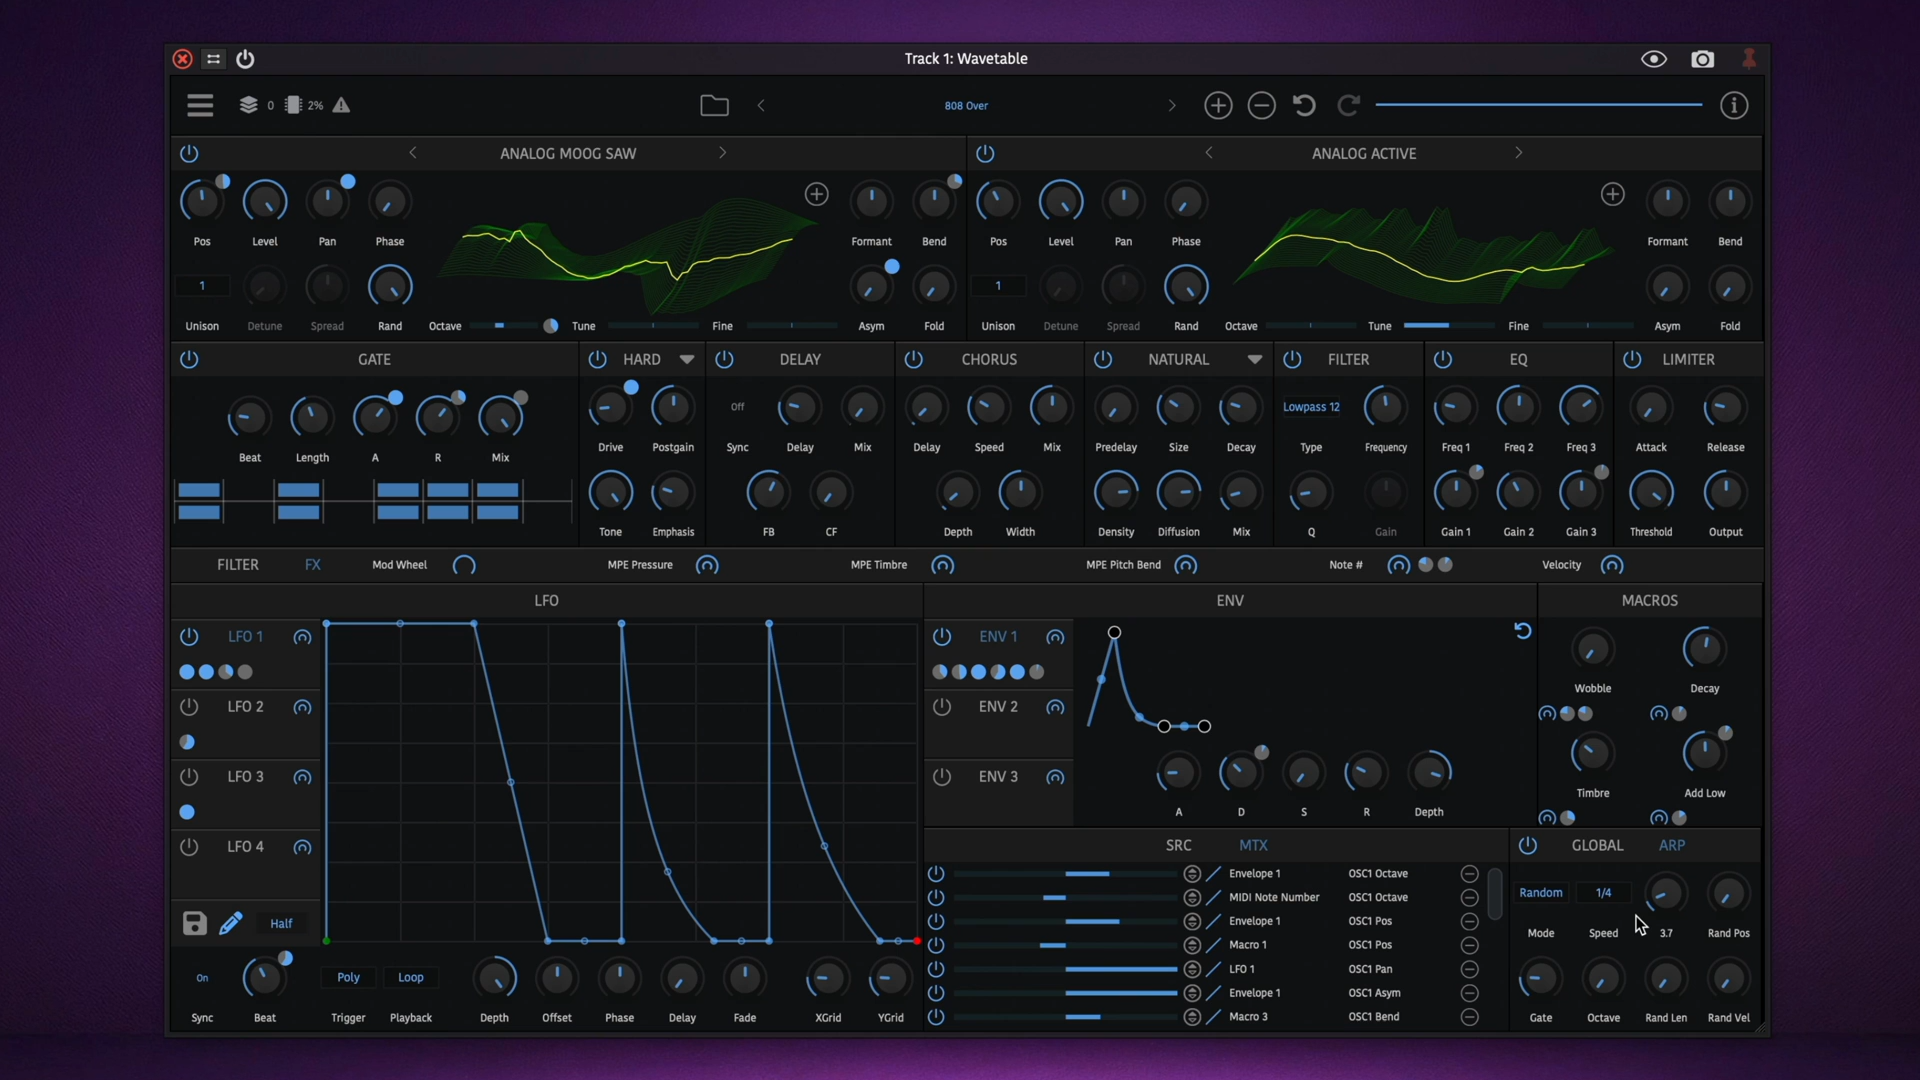 Track 1: Wavetable
0 2% 808 Over
ANALOG MOOG SAW ANALOG ACTIVE
Pos Level Pan Phase Formant Bend Pos Level Pan Phase Formant Bend
1 1
Unison Detune Spread Rand Octave Tune Fine Asym Fold Unison Detune Spread Rand Octave Tune Fine Asym Fold
GATE HARD DELAY CHORUS NATURAL FILTER EQ LIMITER
Off Lowpass 12
Beat Length A R Mix Drive Postgain Sync Delay Mix Delay Speed Mix Predelay Size Decay Type Frequency Freq 1 Freq 2 Freq 3 Attack Release
Tone Emphasis FB CF Depth Width Density Diffusion Mix Q Gain Gain 1 Gain 2 Gain 3 Threshold Output
FILTER FX Mod Wheel MPE Pressure MPE Timbre MPE Pitch Bend Note # Velocity
LFO ENV MACROS
LFO 1 ENV 1
Wobble Decay
LFO 2 ENV 2
LFO 3 ENV 3
Timbre Add Low
A D S R Depth
LFO 4 SRC MTX GLOBAL ARP
Envelope 1 OSC1 Octave
Random 1/4
MIDI Note Number OSC1 Octave
Half Envelope 1 OSC1 Pos
Mode Speed 3.7 Rand Pos
Macro 1 OSC1 Pos
On Poly Loop LFO 1 OSC1 Pan
Envelope 1 OSC1 Asym
Sync Beat Trigger Playback Depth Offset Phase Delay Fade XGrid YGrid Macro 3 OSC1 Bend Gate Octave Rand Len Rand Vel